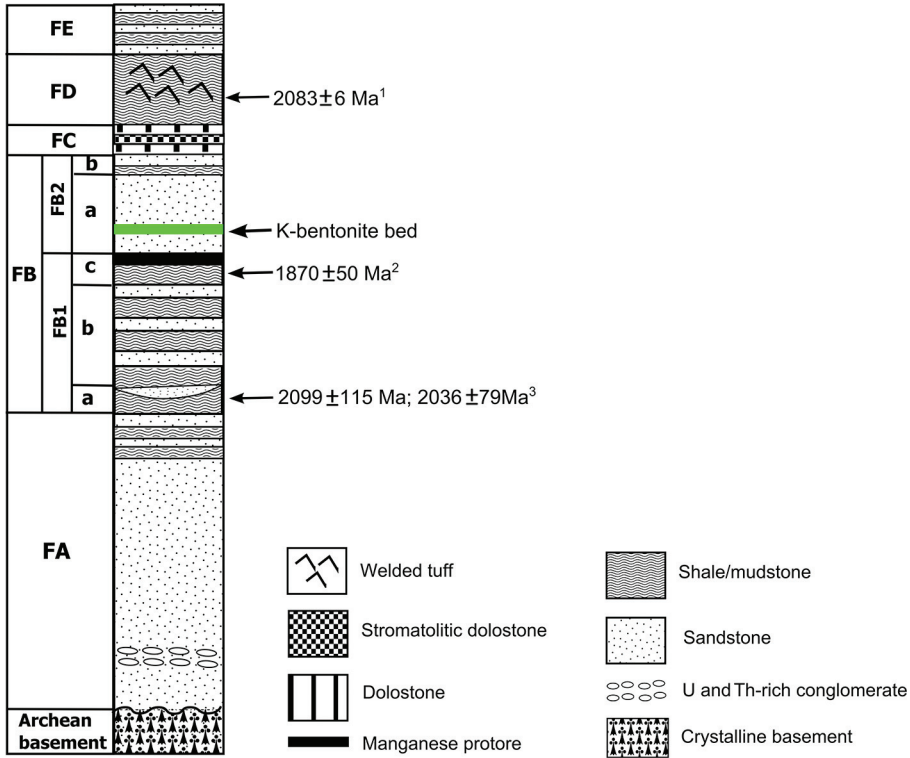 FE
FD
2083±6 Ma1
FC
b
FB2
a
K-bentonite bed
FB
c
1870±50 Ma2
FB1
b
a
2099±115 Ma; 2036±79Ma3
FA
Archean
basement
Welded tuff
Stromatolitic dolostone
Dolostone
Manganese protore
Shale/mudstone
Sandstone
U and Th-rich conglomerate
Crystalline basement